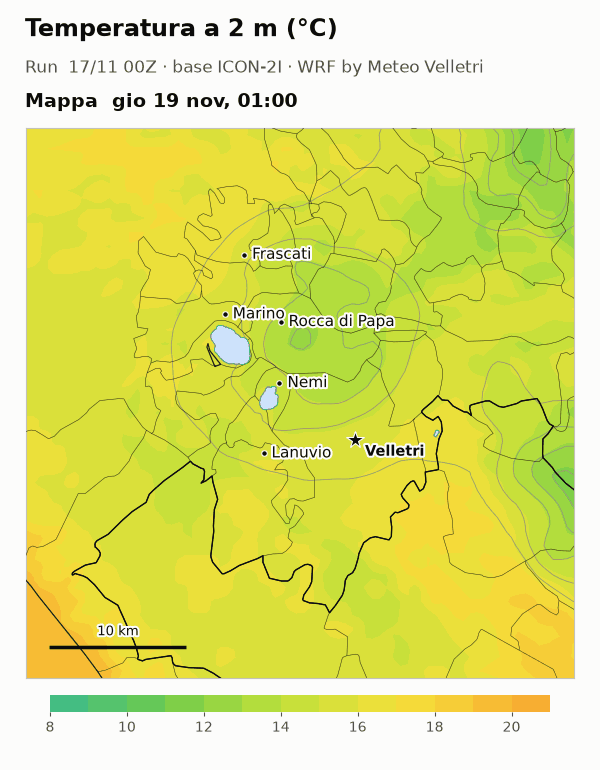 Temperatura a 2 m (°C)
Run  17/11 00Z · base ICON-2I · WRF by Meteo Velletri
Mappa  gio 19 nov, 01:00
Frascati
Marino
Rocca di Papa
Nemi
Velletri
Lanuvio
10 km
8 10 12 14 16 18 20